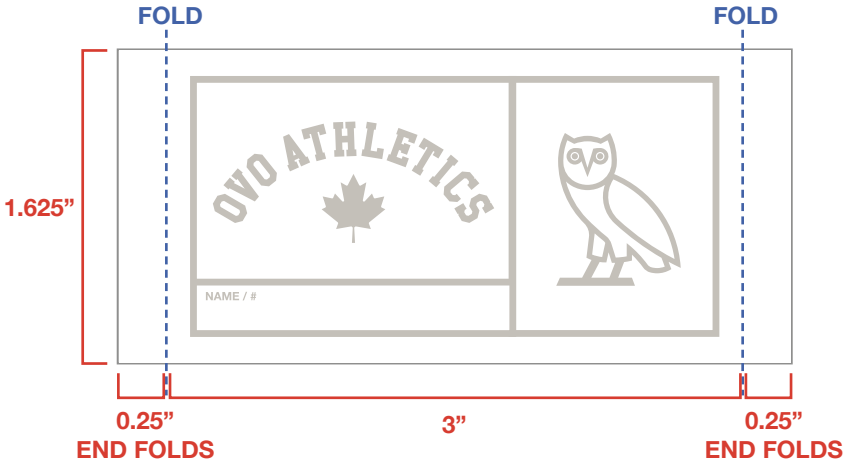 FOLD
FOLD
OVO ATHLETICS
1.625”
NAME / #
0.25”
END FOLDS
3”
0.25”
END FOLDS